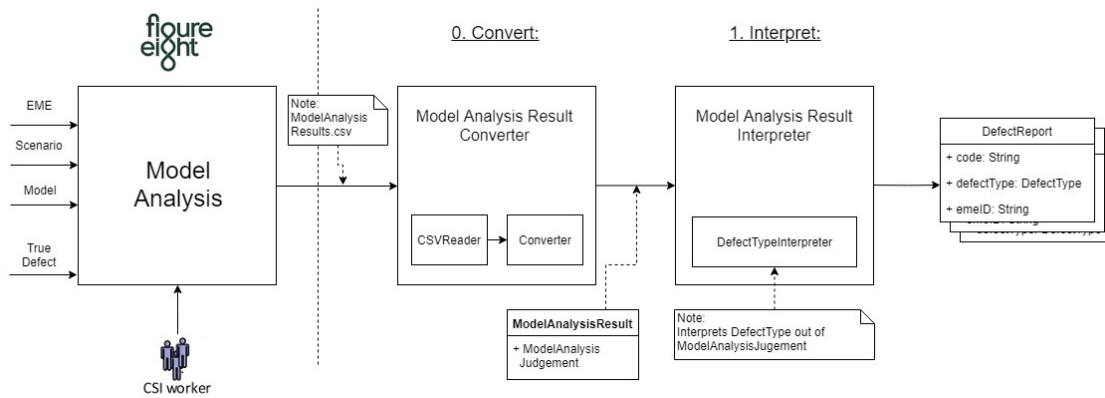 figure
eight
0. Convert:
1. Interpret:
EME
Scenario
Model
True
Defect
Model
Analysis
CSI worker
Note:
ModelAnalysis
Results.csv
Model Analysis Result
Converter
CSVReader
Converter
ModelAnalysisResult
+ ModelAnalysis
Judgement
Model Analysis Result
Interpreter
DefectTypeInterpreter
Note:
Interprets DefectType out of
ModelAnalysisJugement
DefectReport
+ code: String
+ defectType: DefectType
+ emeID: String